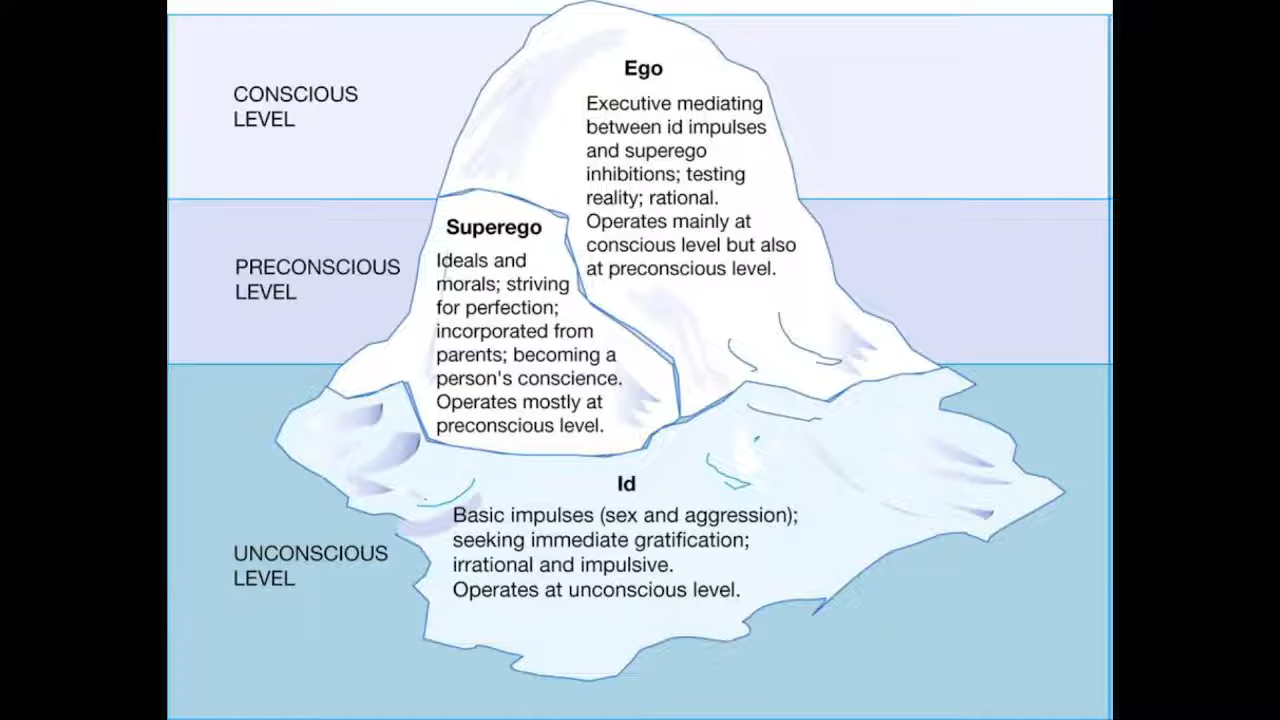 CONSCIOUS
LEVEL
Ego
Executive mediating
between id impulses
and superego
inhibitions; testing
reality; rational.
Operates mainly at
conscious level but also
at preconscious level.
PRECONSCIOUS
LEVEL
Superego
Ideals and
morals; striving
for perfection;
incorporated from
parents; becoming a
person's conscience.
Operates mostly at
preconscious level.
UNCONSCIOUS
LEVEL
Id
Basic impulses (sex and aggression);
seeking immediate gratification;
irrational and impulsive.
Operates at unconscious level.